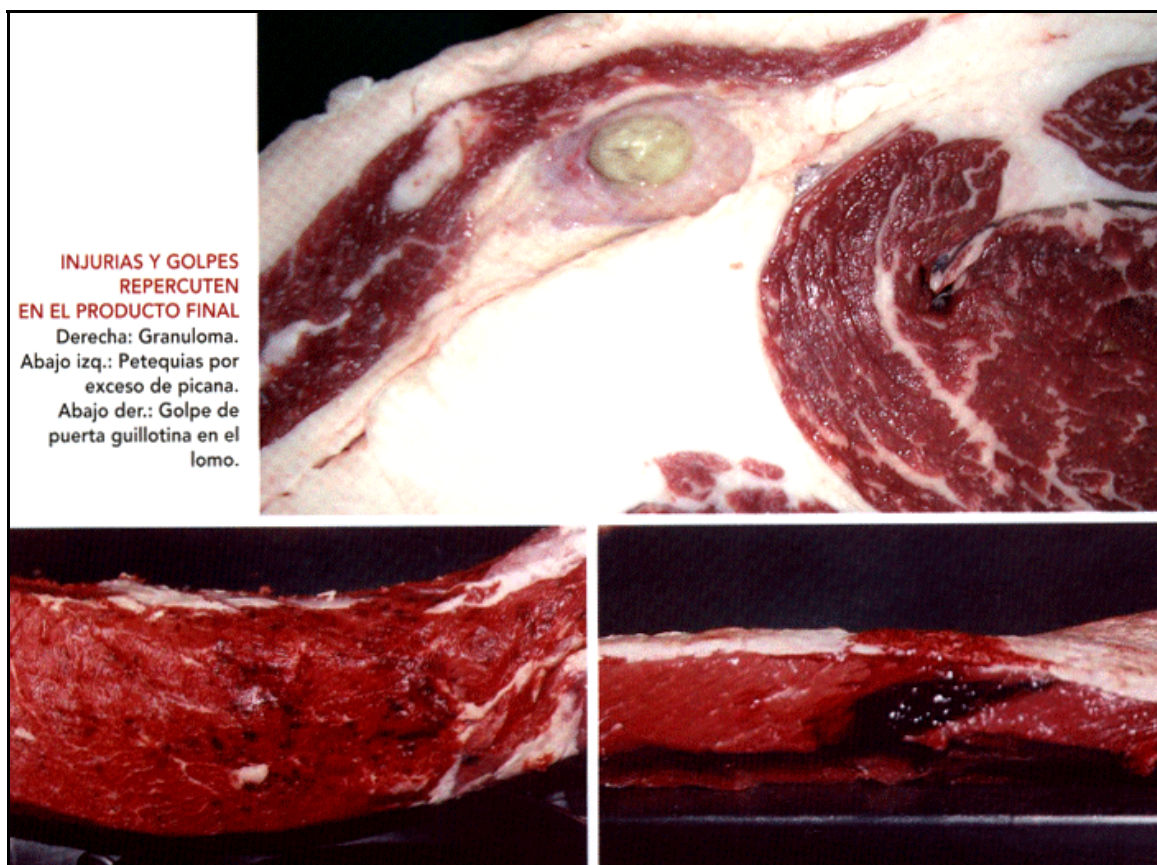 INJURIAS Y GOLPES
REPERCUTEN
EN EL PRODUCTO FINAL
Derecha: Granuloma.
Abajo izq.: Petequias por
exceso de picana.
Abajo der.: Golpe de
puerta guillotina en el
lomo.